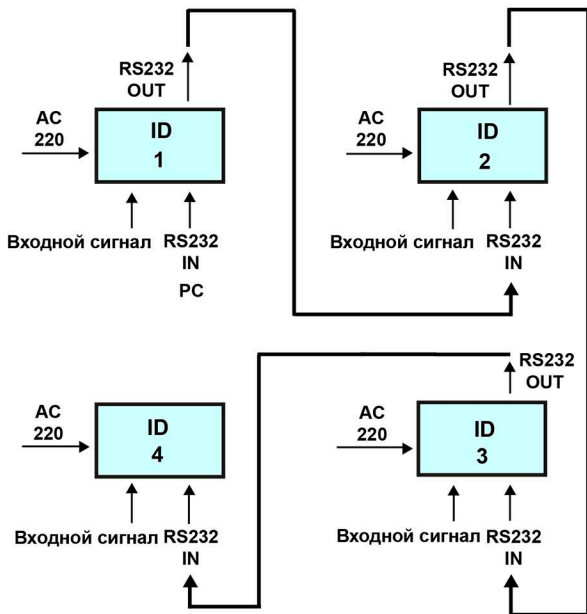 RS232
OUT
AC
220
ID
1
Входной сигнал
RS232
IN
PC
RS232
OUT
AC
220
ID
2
Входной сигнал
RS232
IN
AC
220
ID
4
Входной сигнал
RS232
IN
RS232
OUT
AC
220
ID
3
Входной сигнал
RS232
IN